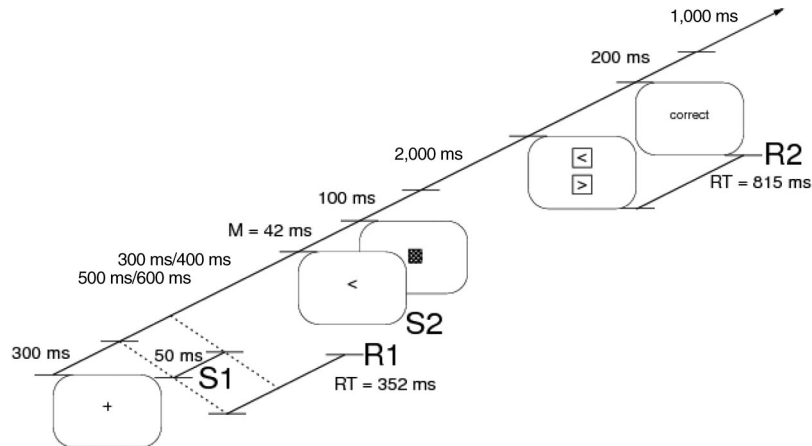 1,000 ms
200 ms
correct
2,000 ms
<
>
R2
RT = 815 ms
100 ms
M = 42 ms
300 ms/400 ms
500 ms/600 ms
<
S2
300 ms
50 ms
S1
R1
RT = 352 ms
+